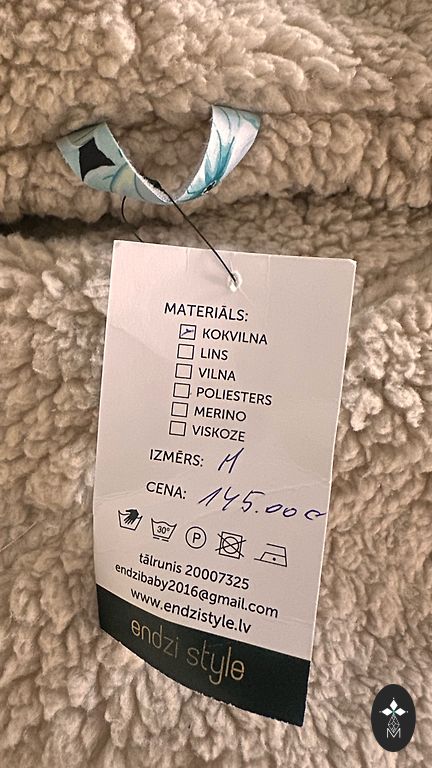 MATERIĀLS:
KOKVILNA
LINS
VILNA
POLIESTERS
MERINO
VISKOZE
IZMĒRS: M
CENA: 145.00 €
30°
P
tālrunis 20007325
endzibaby2016@gmail.com
www.endzistyle.lv
endzi style
M